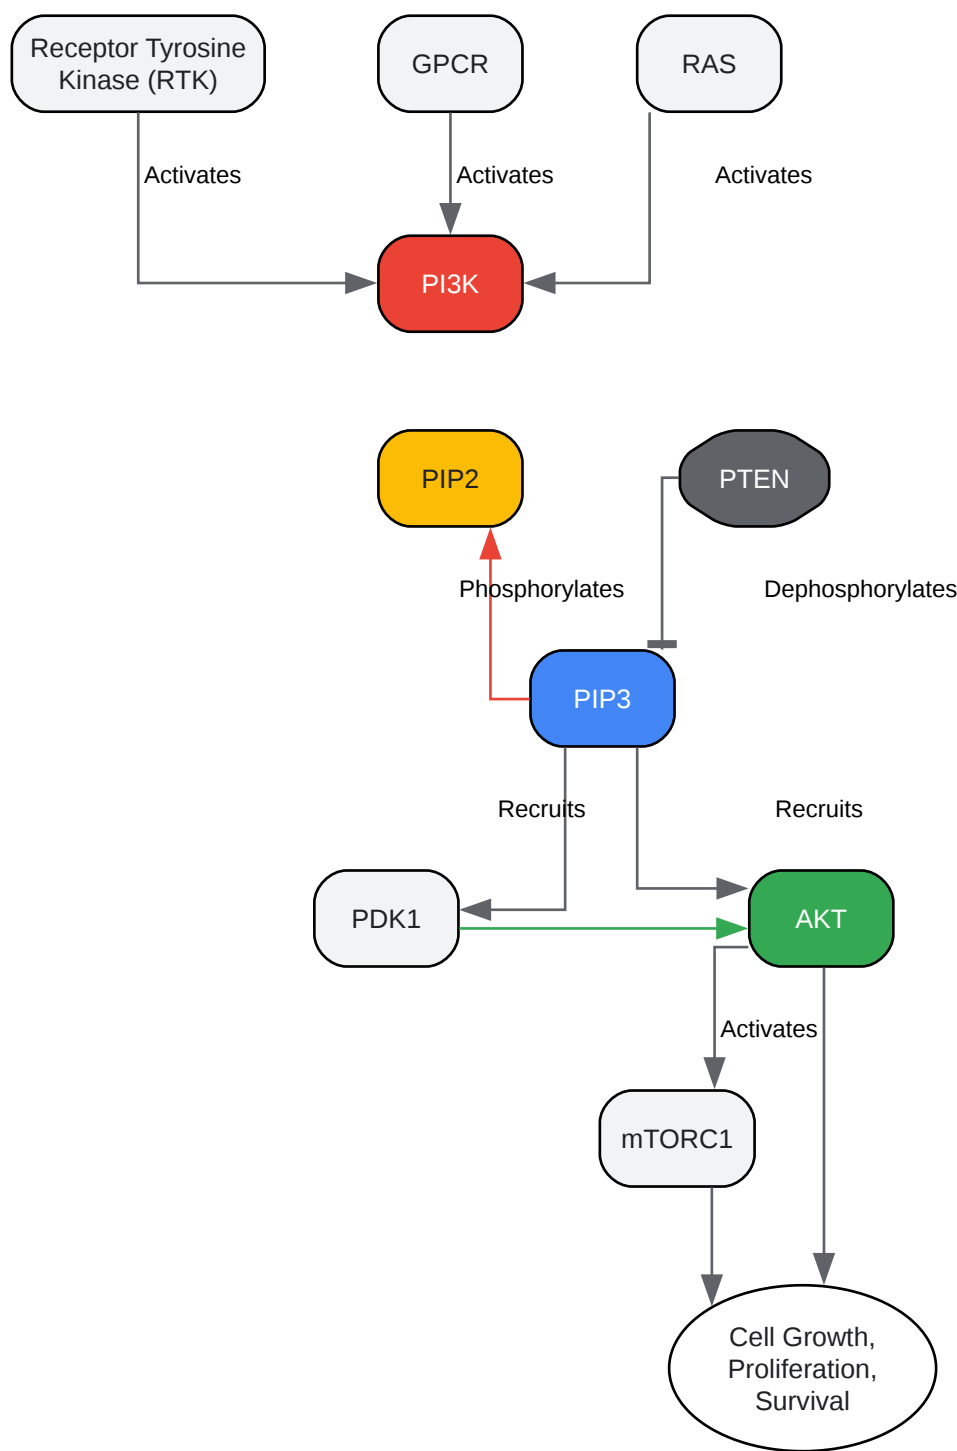 Receptor Tyrosine
Kinase (RTK)
GPCR
RAS
Activates
Activates
Activates
PI3K
PIP2
PTEN
Phosphorylates
Dephosphorylates
PIP3
Recruits
Recruits
PDK1
AKT
Activates
mTORC1
Cell Growth,
Proliferation,
Survival